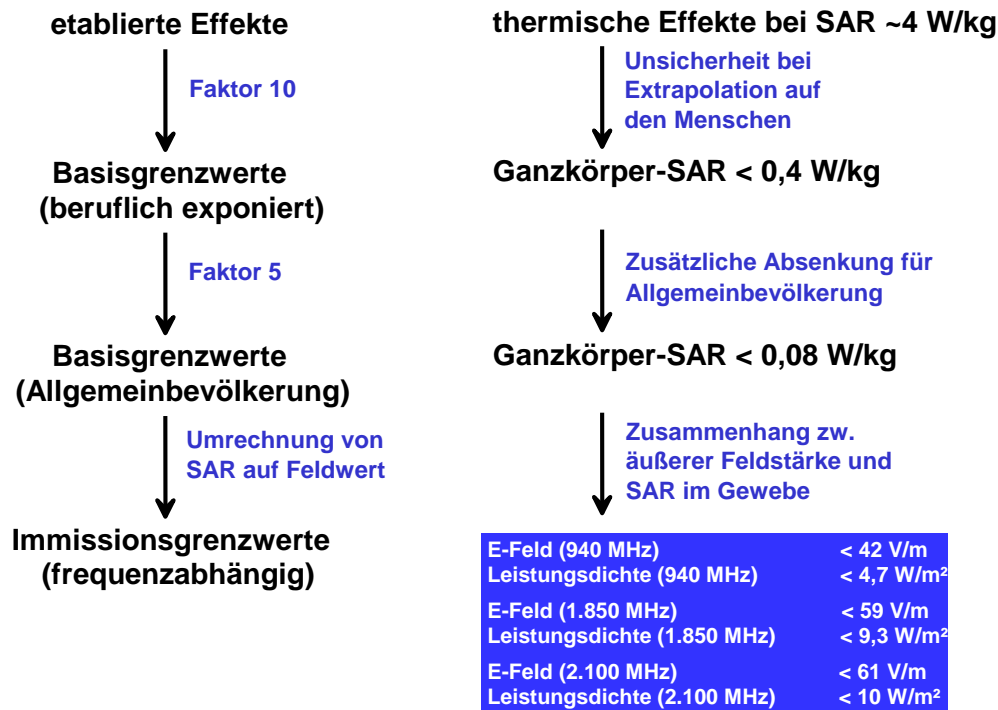 etablierte Effekte
thermische Effekte bei SAR ~4 W/kg
Faktor 10
Unsicherheit bei
Extrapolation auf
den Menschen
Basisgrenzwerte
(beruflich exponiert)
Ganzkörper-SAR < 0,4 W/kg
Faktor 5
Zusätzliche Absenkung für
Allgemeinbevölkerung
Basisgrenzwerte
(Allgemeinbevölkerung)
Ganzkörper-SAR < 0,08 W/kg
Umrechnung von
SAR auf Feldwert
Zusammenhang zw.
äußerer Feldstärke und
SAR im Gewebe
Immissionsgrenzwerte
(frequenzabhängig)
E-Feld (940 MHz) < 42 V/m
Leistungsdichte (940 MHz) < 4,7 W/m²
E-Feld (1.850 MHz) < 59 V/m
Leistungsdichte (1.850 MHz) < 9,3 W/m²
E-Feld (2.100 MHz) < 61 V/m
Leistungsdichte (2.100 MHz) < 10 W/m²